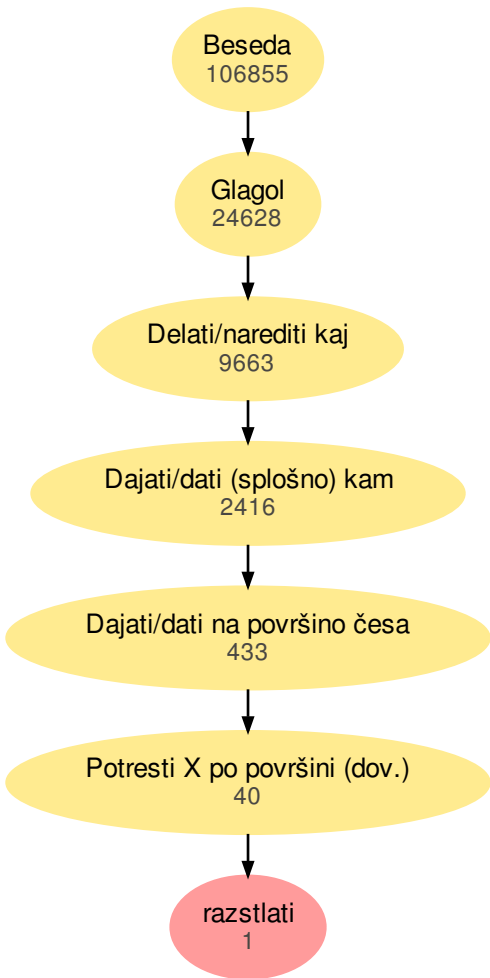 Beseda
106855
Glagol
24628
Delati/narediti kaj
9663
Dajati/dati (splošno) kam
2416
Dajati/dati na površino česa
433
Potresti X po površini (dov.)
40
razstlati
1